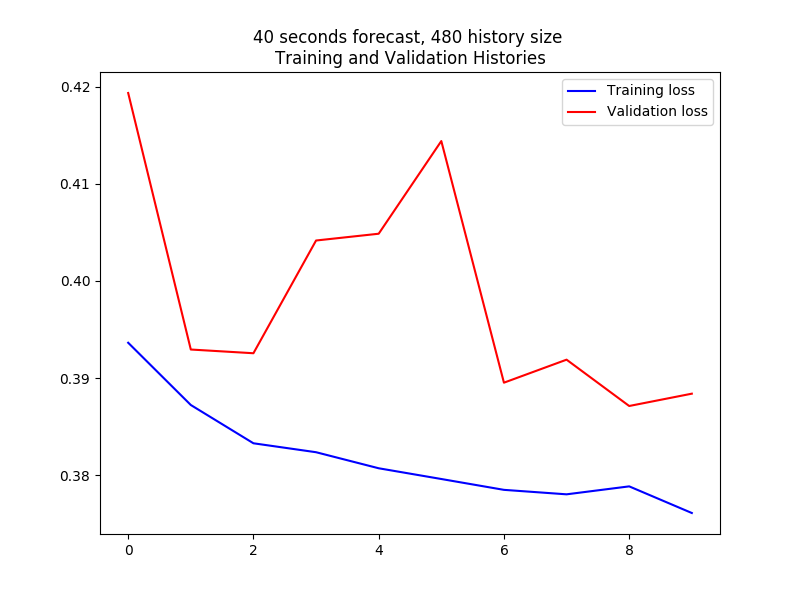 40 seconds forecast, 480 history size
Training and Validation Histories
Training loss
Validation loss
0.42
0.41
0.40
0.39
0.38
0 2 4 6 8